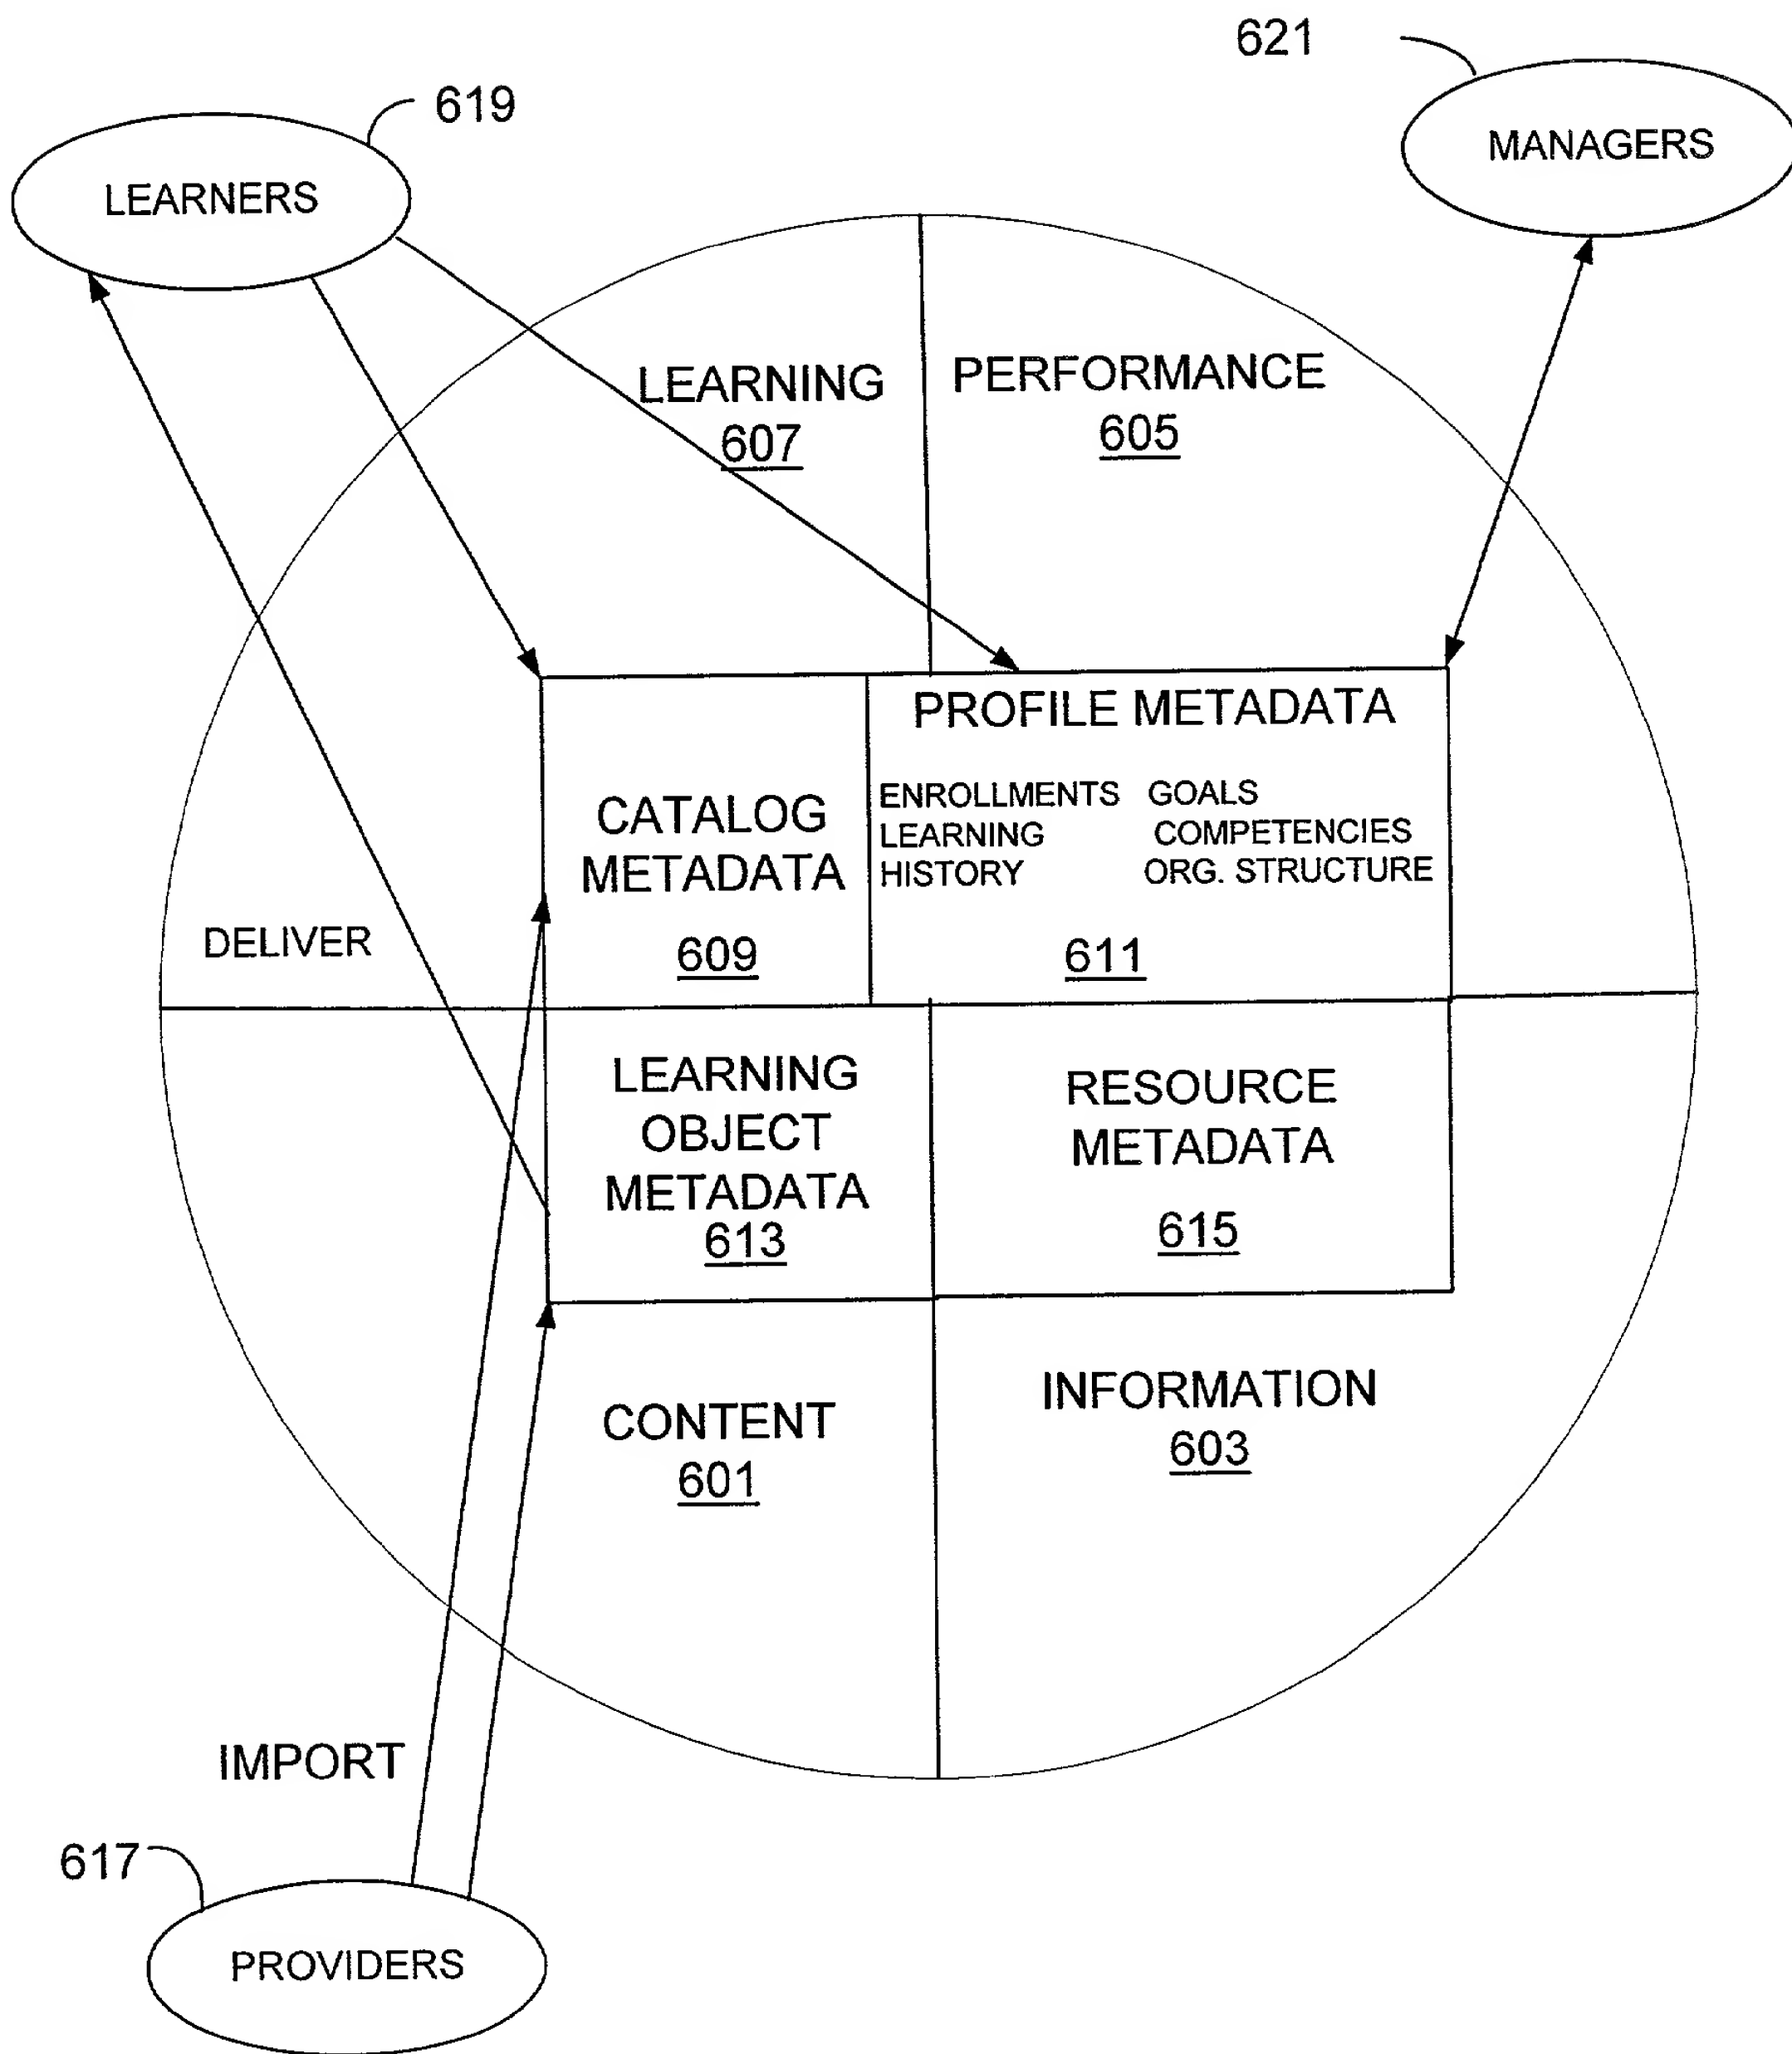 621
619
MANAGERS
LEARNERS
LEARNING
607
PERFORMANCE
605
PROFILE METADATA
ENROLLMENTS GOALS
LEARNING COMPETENCIES
HISTORY ORG. STRUCTURE
611
CATALOG
METADATA
609
DELIVER
LEARNING
OBJECT
METADATA
613
RESOURCE
METADATA
615
CONTENT
601
INFORMATION
603
IMPORT
617
PROVIDERS